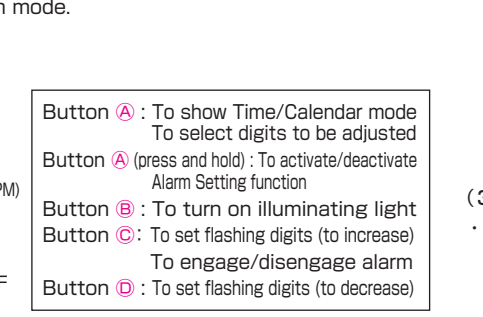 n mode.
Button Ⓐ : To show Time/Calendar mode
To select digits to be adjusted
Button Ⓐ (press and hold) : To activate/deactivate
Alarm Setting function
PM)
Button Ⓑ : To turn on illuminating light
Button Ⓒ: To set flashing digits (to increase)
To engage/disengage alarm
Button Ⓓ : To set flashing digits (to decrease)
(3
·